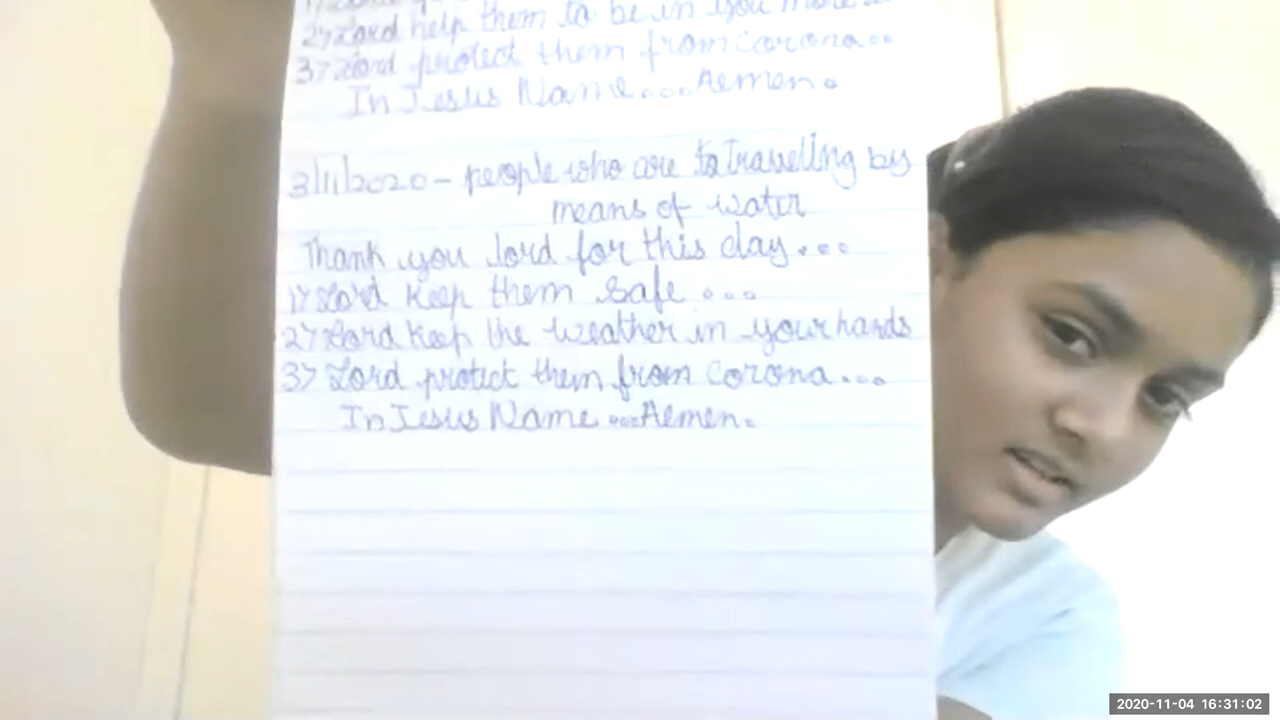 2> Lord help them to be in you more...
3> Lord protect them from corona...
In Jesus Name...Aemen.
3/11/2020 - people who are to travelling by
means of water
Thank you lord for this day...
1> Lord keep them safe...
2> Lord keep the weather in your hands
3> Lord protect them from corona...
In Jesus Name...Aemen.
2020-11-04 16:31:02